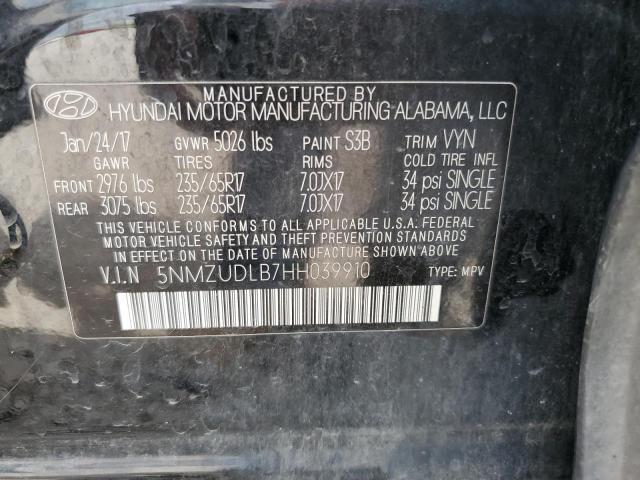 MANUFACTURED BY
HYUNDAI MOTOR MANUFACTURING ALABAMA, LLC
Jan/24/17 GVWR 5026 lbs PAINT S3B TRIM VYN
GAWR TIRES RIMS COLD TIRE INFL
FRONT 2976 lbs 235/65R17 7.0JX17 34 psi SINGLE
REAR 3075 lbs 235/65R17 7.0JX17 34 psi SINGLE
THIS VEHICLE CONFORMS TO ALL APPLICABLE U.S.A. FEDERAL
MOTOR VEHICLE SAFETY AND THEFT PREVENTION STANDARDS
IN EFFECT ON THE DATE OF MANUFACTURE SHOWN ABOVE.
V.I.N 5NMZUDLB7HH039910 TYPE: MPV